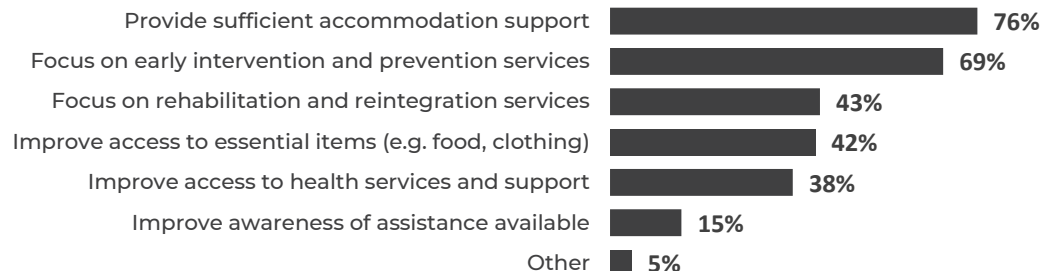 Provide sufficient accommodation support 76%
Focus on early intervention and prevention services 69%
Focus on rehabilitation and reintegration services 43%
Improve access to essential items (e.g. food, clothing) 42%
Improve access to health services and support 38%
Improve awareness of assistance available 15%
Other 5%